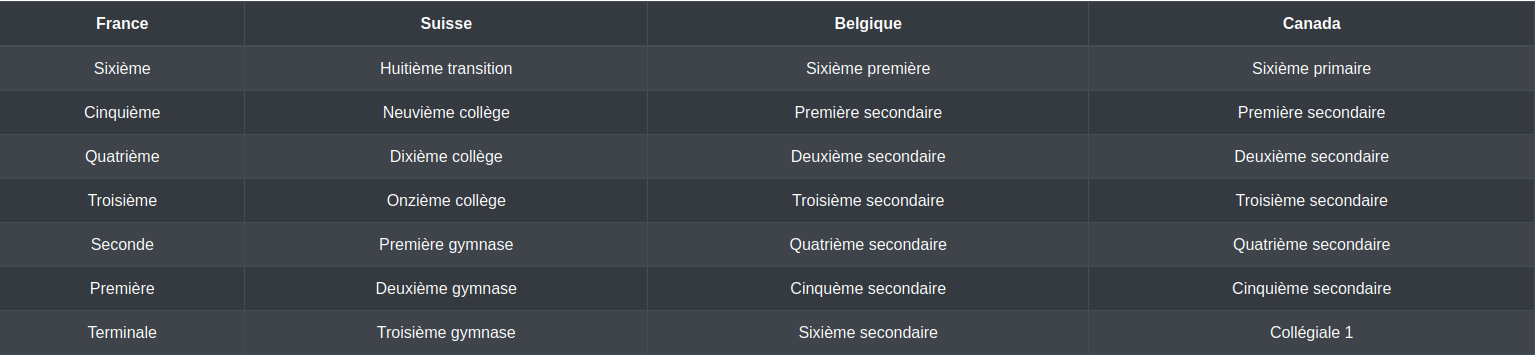 France Suisse Belgique Canada
Sixième Huitième transition Sixième première Sixième primaire
Cinquième Neuvième collège Première secondaire Première secondaire
Quatrième Dixième collège Deuxième secondaire Deuxième secondaire
Troisième Onzième collège Troisième secondaire Troisième secondaire
Seconde Première gymnase Quatrième secondaire Quatrième secondaire
Première Deuxième gymnase Cinquème secondaire Cinquième secondaire
Terminale Troisième gymnase Sixième secondaire Collégiale 1